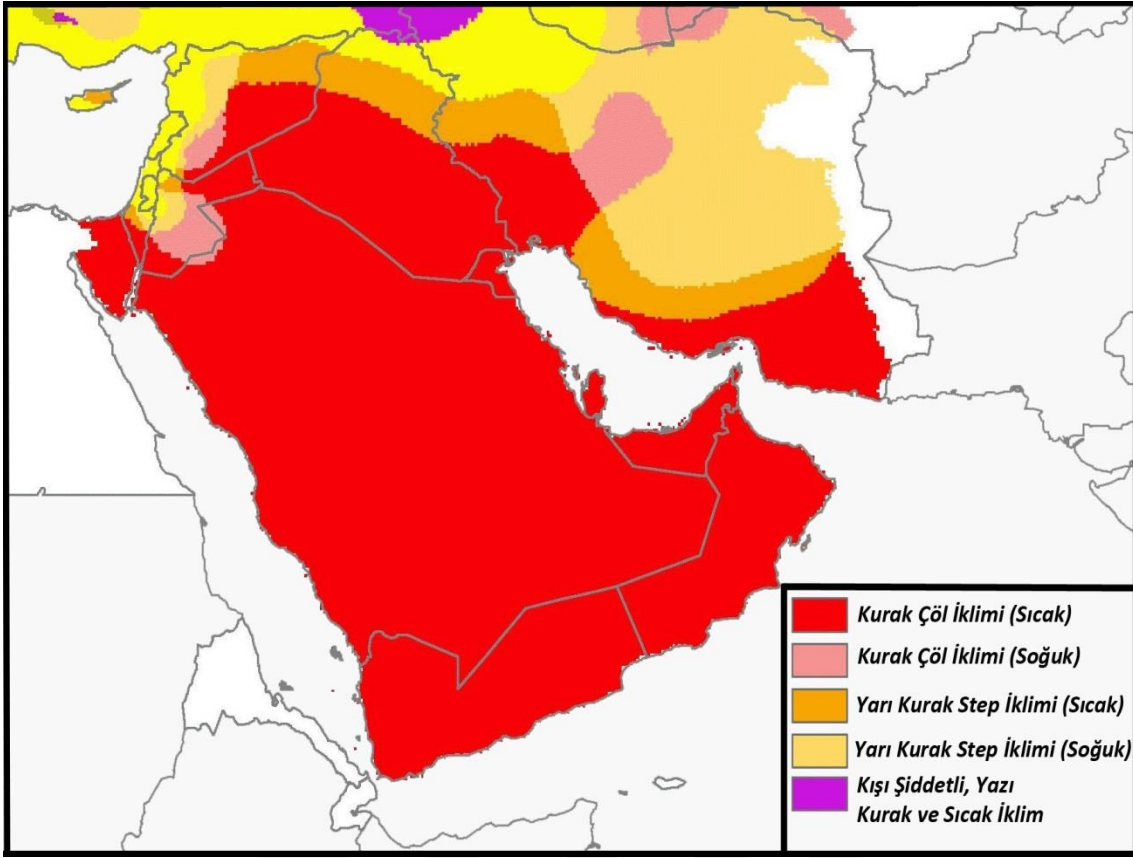 Kurak Çöl İklimi (Sıcak)
Kurak Çöl İklimi (Soğuk)
Yarı Kurak Step İklimi (Sıcak)
Yarı Kurak Step İklimi (Soğuk)
Kışı Şiddetli, Yazı
Kurak ve Sıcak İklim